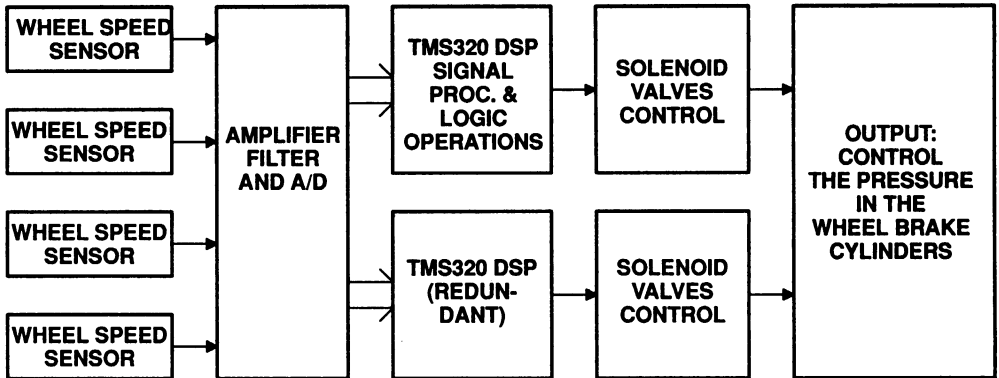 WHEEL SPEED
SENSOR
WHEEL SPEED
SENSOR
WHEEL SPEED
SENSOR
WHEEL SPEED
SENSOR
AMPLIFIER
FILTER
AND A/D
TMS320 DSP
SIGNAL
PROC. &
LOGIC
OPERATIONS
TMS320 DSP
(REDUN-
DANT)
SOLENOID
VALVES
CONTROL
SOLENOID
VALVES
CONTROL
OUTPUT:
CONTROL
THE PRESSURE
IN THE
WHEEL BRAKE
CYLINDERS